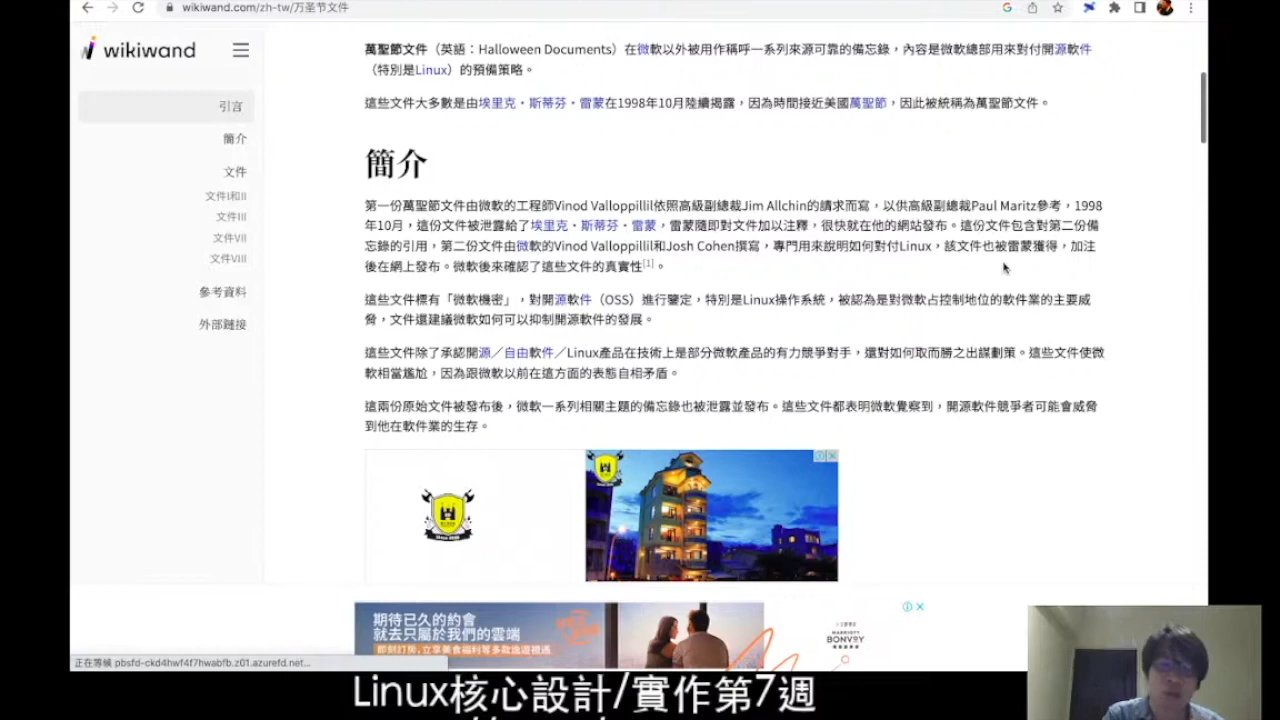 wikiwand.com/zh-tw/万圣节文件
wikiwand
引言
簡介
文件
文件I和II
文件III
文件VII
文件VIII
參考資料
外部鏈接
萬聖節文件（英語：Halloween Documents）在微軟以外被用作稱呼一系列來源可靠的備忘錄，內容是微軟總部用來對付開源軟件
（特別是Linux）的預備策略。
這些文件大多數是由埃里克・斯蒂芬・雷蒙在1998年10月陸續揭露，因為時間接近美國萬聖節，因此被統稱為萬聖節文件。
簡介
第一份萬聖節文件由微軟的工程師Vinod Valloppillil依照高級副總裁Jim Allchin的請求而寫，以供高級副總裁Paul Maritz參考，1998
年10月，這份文件被泄露給了埃里克・斯蒂芬・雷蒙，雷蒙隨即對文件加以注釋，很快就在他的網站發布。這份文件包含對第二份備
忘錄的引用，第二份文件由微軟的Vinod Valloppillil和Josh Cohen撰寫，專門用來說明如何對付Linux，該文件也被雷蒙獲得，加注
後在網上發布。微軟後來確認了這些文件的真實性[1]。
這些文件標有「微軟機密」，對開源軟件（OSS）進行鑒定，特別是Linux操作系統，被認為是對微軟占控制地位的軟件業的主要威
脅，文件還建議微軟如何可以抑制開源軟件的發展。
這些文件除了承認開源／自由軟件／Linux產品在技術上是部分微軟產品的有力競爭對手，還對如何取而勝之出謀劃策。這些文件使微
軟相當尷尬，因為跟微軟以前在這方面的表態自相矛盾。
這兩份原始文件被發布後，微軟一系列相關主題的備忘錄也被泄露並發布。這些文件都表明微軟覺察到，開源軟件競爭者可能會威脅
到他在軟件業的生存。
期待已久的約會
就去只屬於我們的雲端
MARRIOTT
BONVOY
正在等候 pbsfd-ckd4hwf4f7hwabfb.z01.azurefd.net...
Linux核心設計/實作第7週